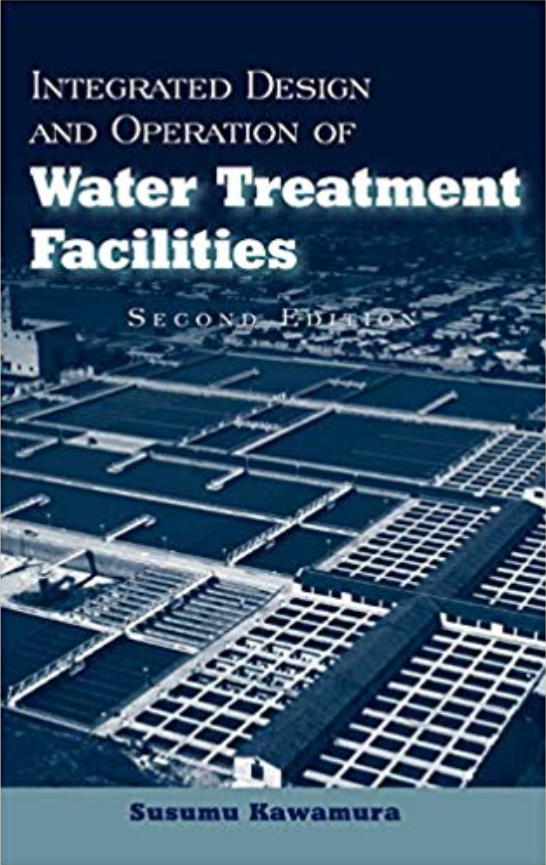 INTEGRATED DESIGN
AND OPERATION OF
Water Treatment
Facilities
SECOND EDITION
Susumu Kawamura